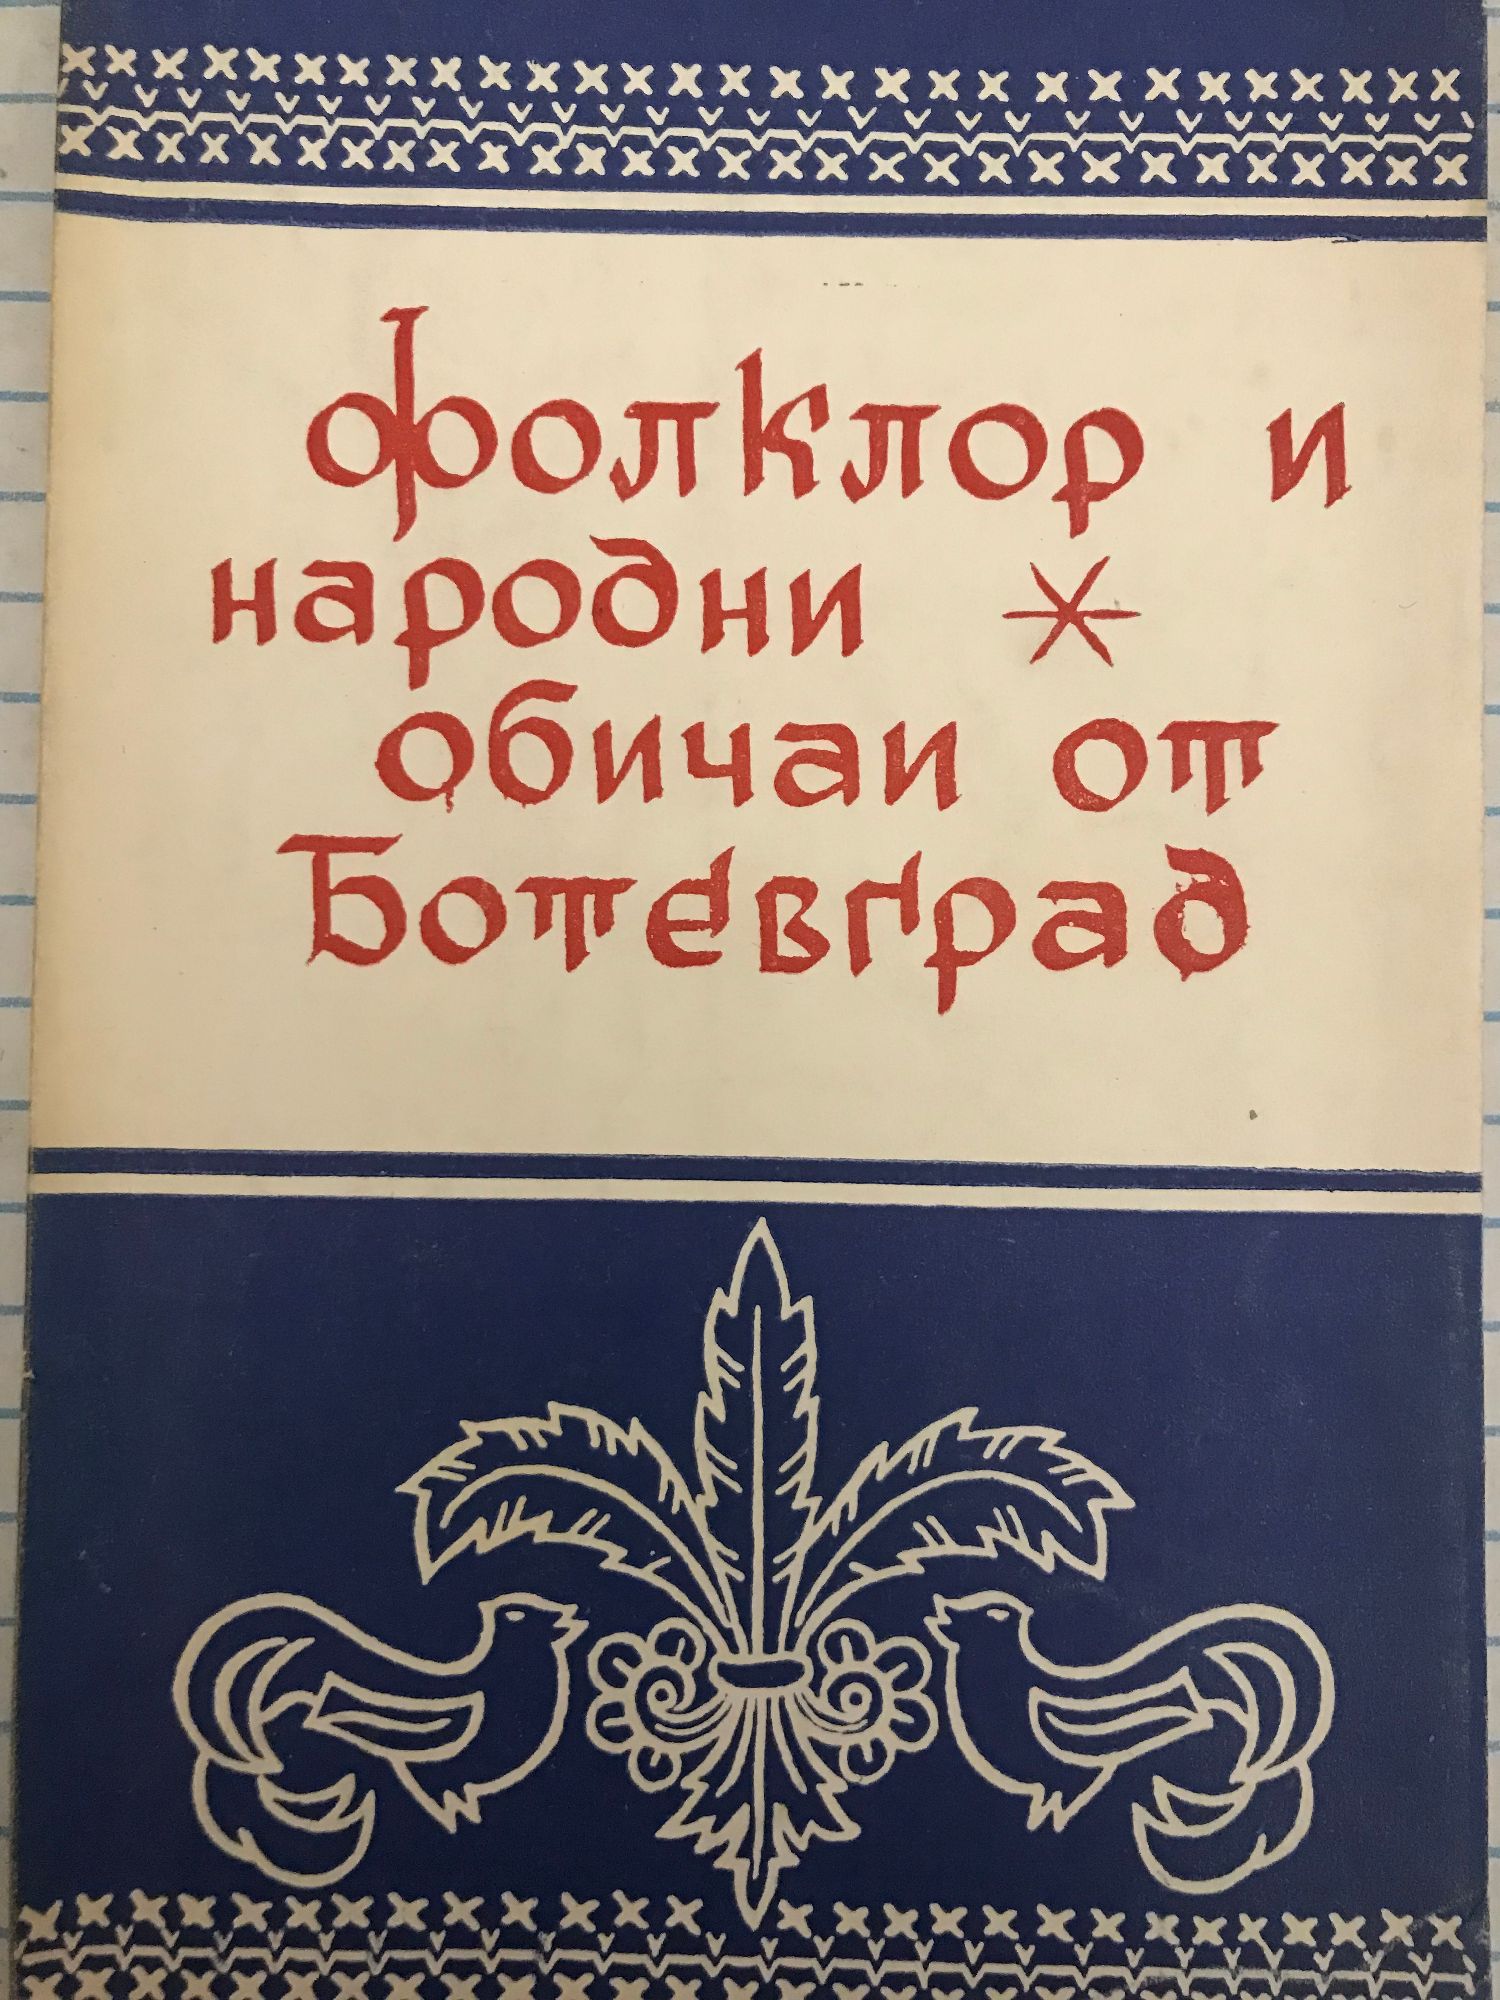 фолклор и
народни *
обичаи от
Ботевград